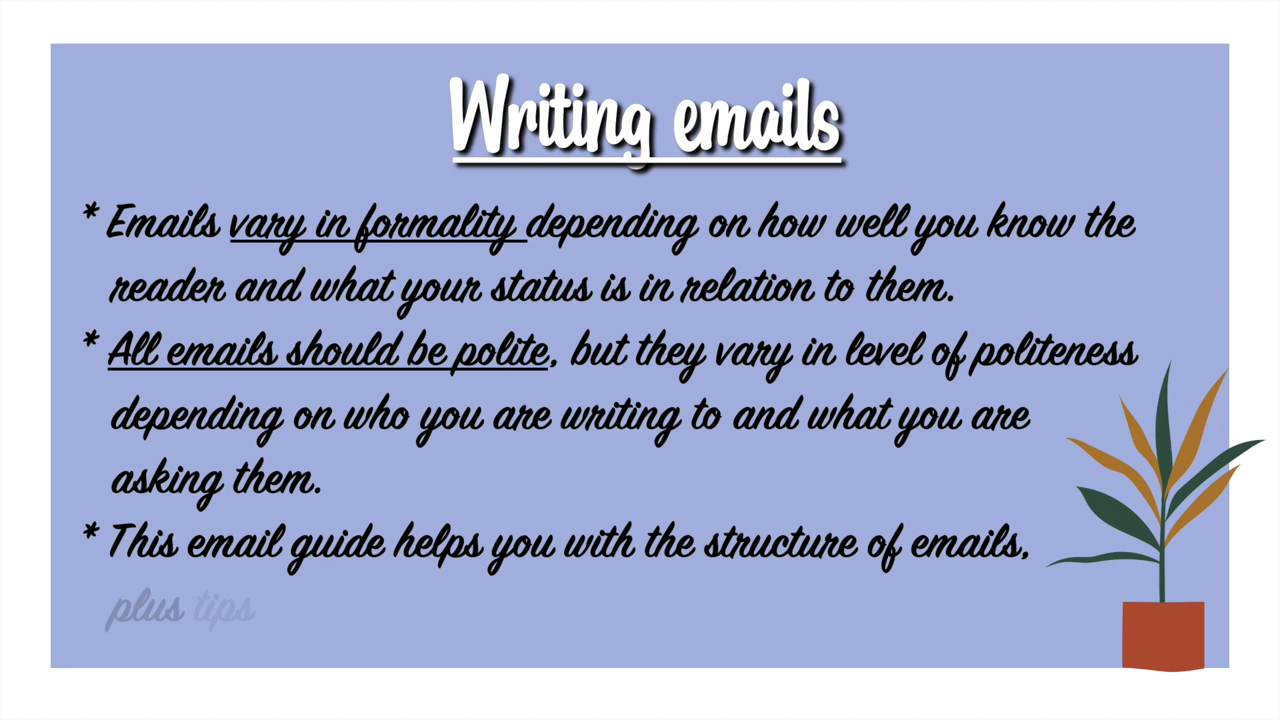 Writing emails
* Emails vary in formality depending on how well you know the
reader and what your status is in relation to them.
* All emails should be polite, but they vary in level of politeness
depending on who you are writing to and what you are
asking them.
* This email guide helps you with the structure of emails,
plus tips